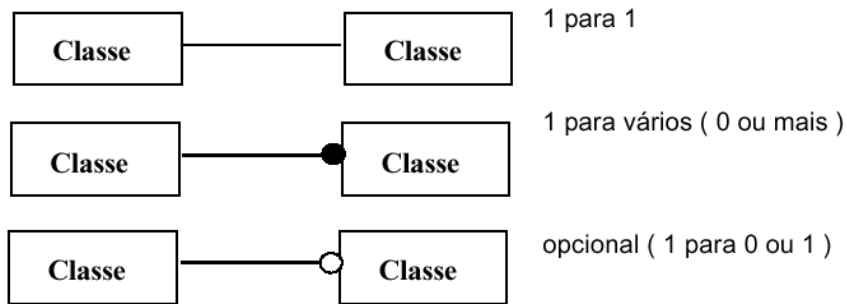 1 para 1
Classe Classe
1 para vários ( 0 ou mais )
Classe Classe
opcional ( 1 para 0 ou 1 )
Classe Classe